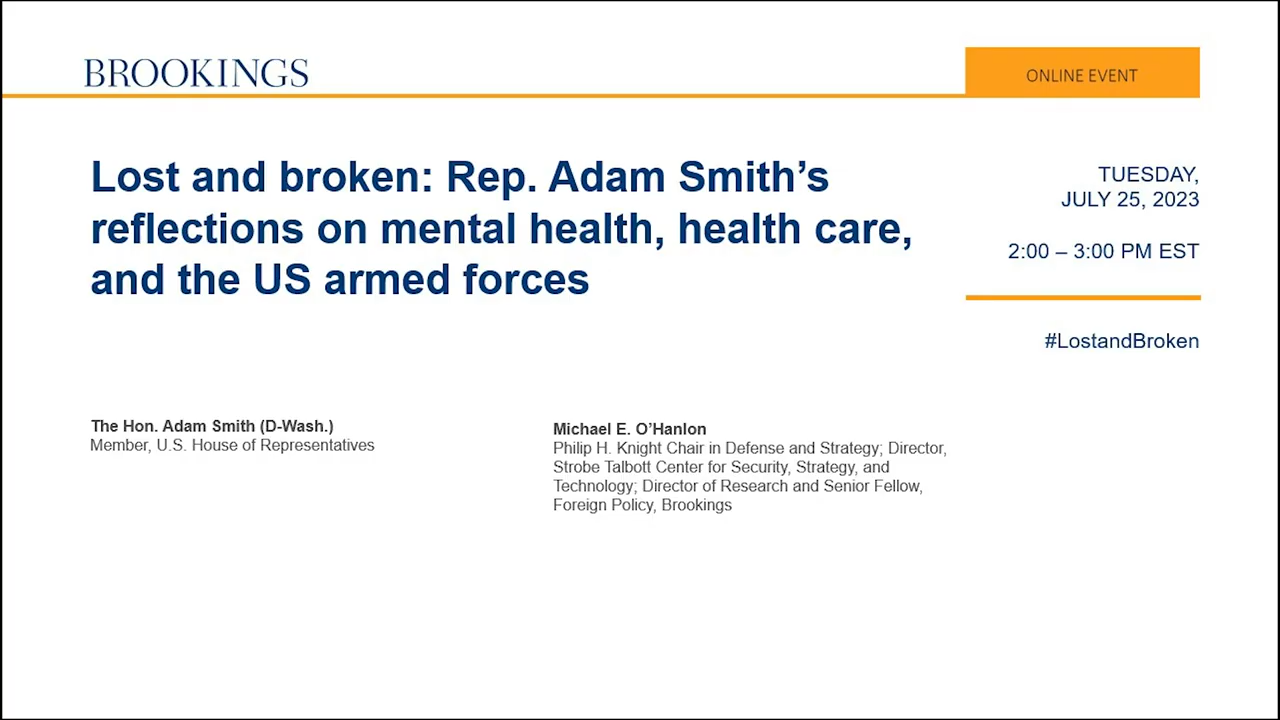 BROOKINGS
ONLINE EVENT
Lost and broken: Rep. Adam Smith’s
reflections on mental health, health care,
and the US armed forces
TUESDAY,
JULY 25, 2023
2:00 – 3:00 PM EST
#LostandBroken
The Hon. Adam Smith (D-Wash.)
Member, U.S. House of Representatives
Michael E. O’Hanlon
Philip H. Knight Chair in Defense and Strategy; Director,
Strobe Talbott Center for Security, Strategy, and
Technology; Director of Research and Senior Fellow,
Foreign Policy, Brookings